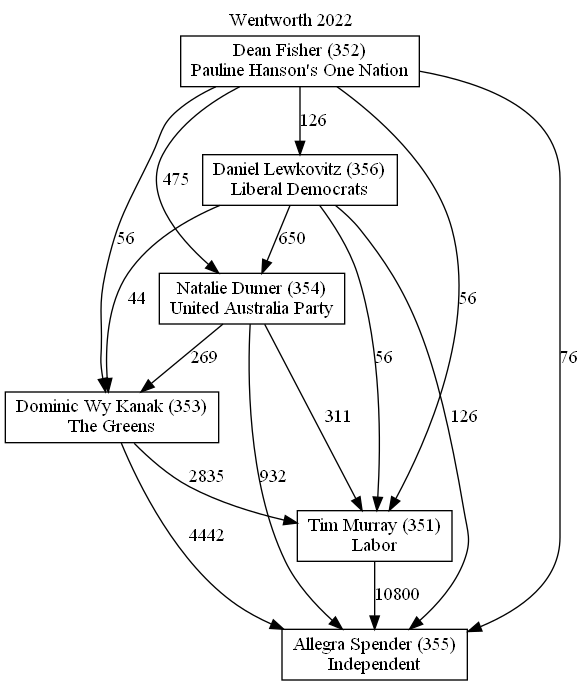 Wentworth 2022
Dean Fisher (352)
Pauline Hanson's One Nation
126
Daniel Lewkovitz (356)
Liberal Democrats
475
56
650
44
56
76
Natalie Dumer (354)
United Australia Party
269
56
Dominic Wy Kanak (353)
The Greens
311
126
2835
932
4442
Tim Murray (351)
Labor
10800
Allegra Spender (355)
Independent